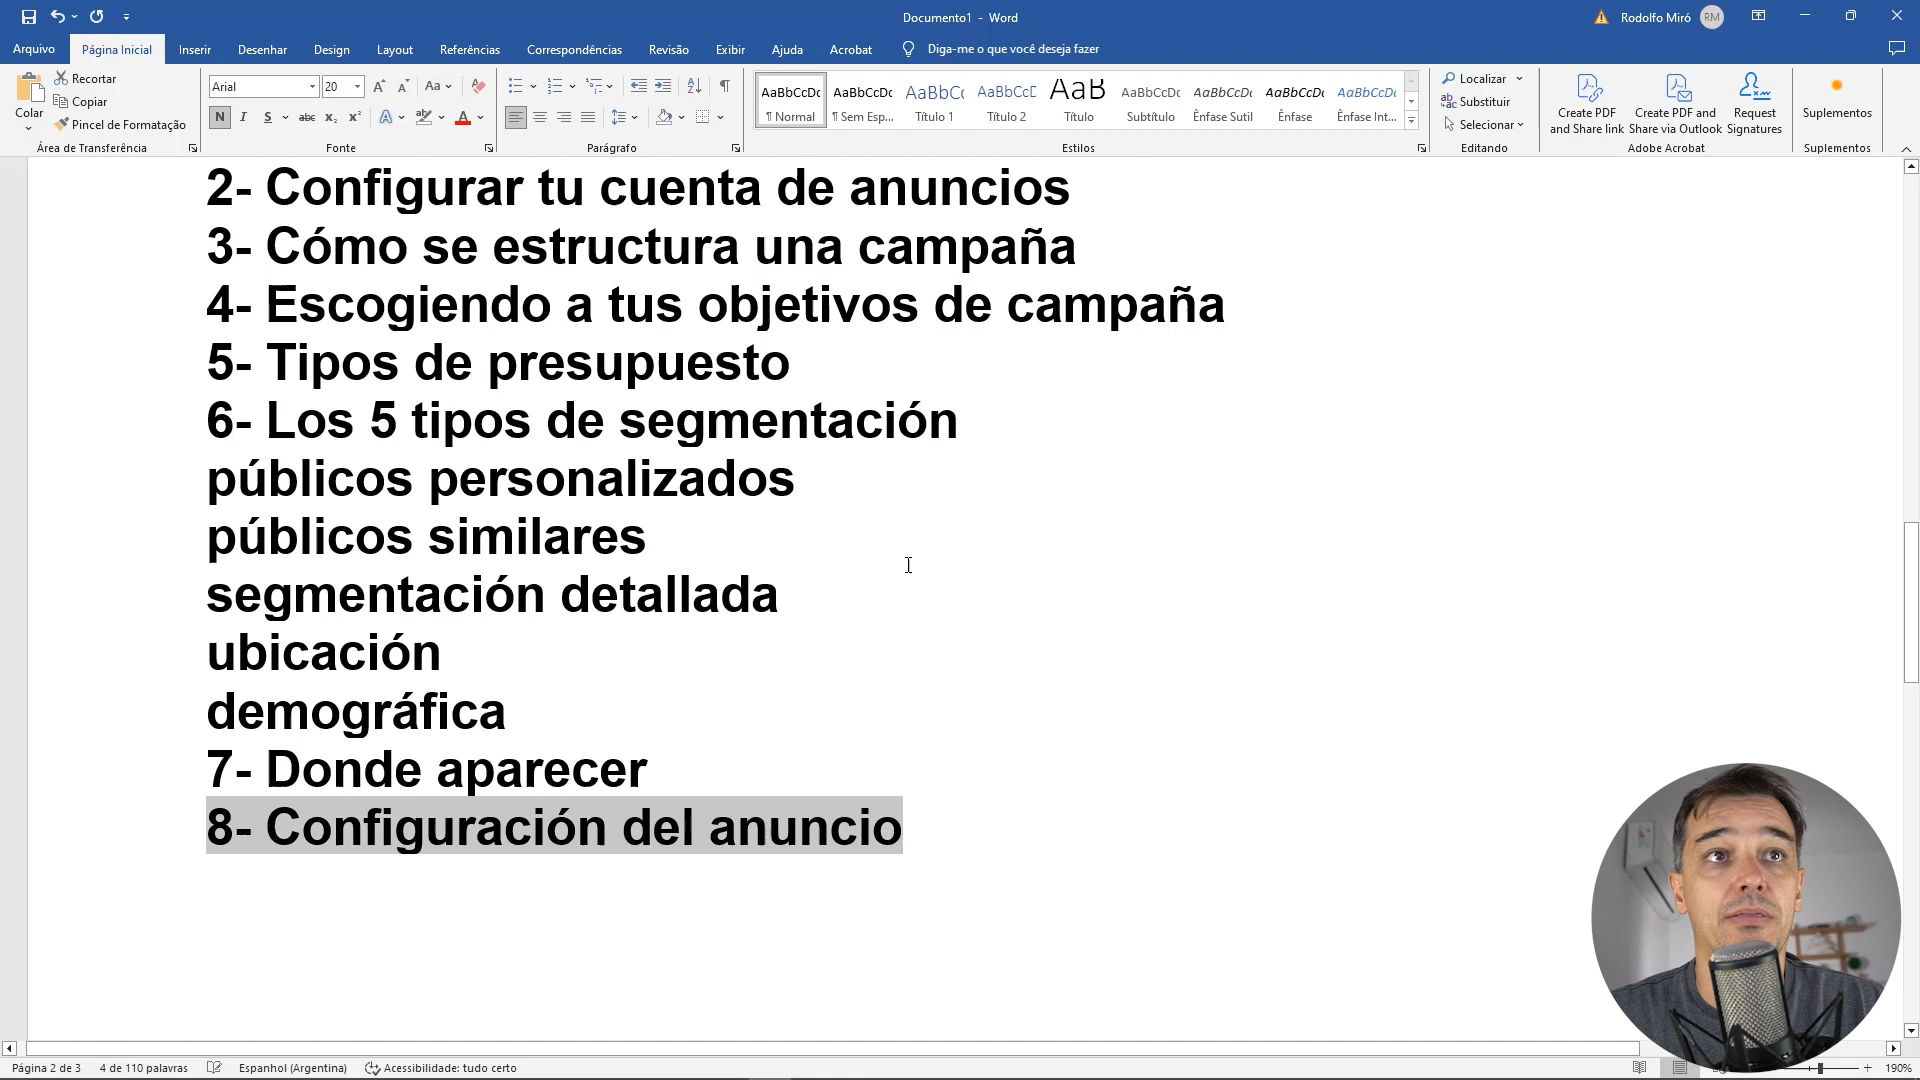 Documento1 - Word
Rodolfo Miró
RM
Arquivo
Página Inicial
Inserir
Desenhar
Design
Layout
Referências
Correspondências
Revisão
Exibir
Ajuda
Acrobat
Diga-me o que você deseja fazer
Colar
Recortar
Copiar
Pincel de Formatação
Área de Transferência
Arial
20
Aa
N I S abc x₂ x² A A
Fonte
Parágrafo
AaBbCcDc
¶ Normal
AaBbCcDc
¶ Sem Esp...
AaBbC
Título 1
AaBbCcE
Título 2
AaB
Título
AaBbCcDc
Subtítulo
AaBbCcDc
Ênfase Sutil
AaBbCcDc
Ênfase
AaBbCcDc
Ênfase Int...
Estilos
Localizar
Substituir
Selecionar
Editando
Create PDF and Share link
Create PDF and Share via Outlook
Request Signatures
Adobe Acrobat
Suplementos
Suplementos
2- Configurar tu cuenta de anuncios
3- Cómo se estructura una campaña
4- Escogiendo a tus objetivos de campaña
5- Tipos de presupuesto
6- Los 5 tipos de segmentación
públicos personalizados
públicos similares
segmentación detallada
ubicación
demográfica
7- Donde aparecer
8- Configuración del anuncio
Página 2 de 3
4 de 110 palavras
Espanhol (Argentina)
Acessibilidade: tudo certo
190%